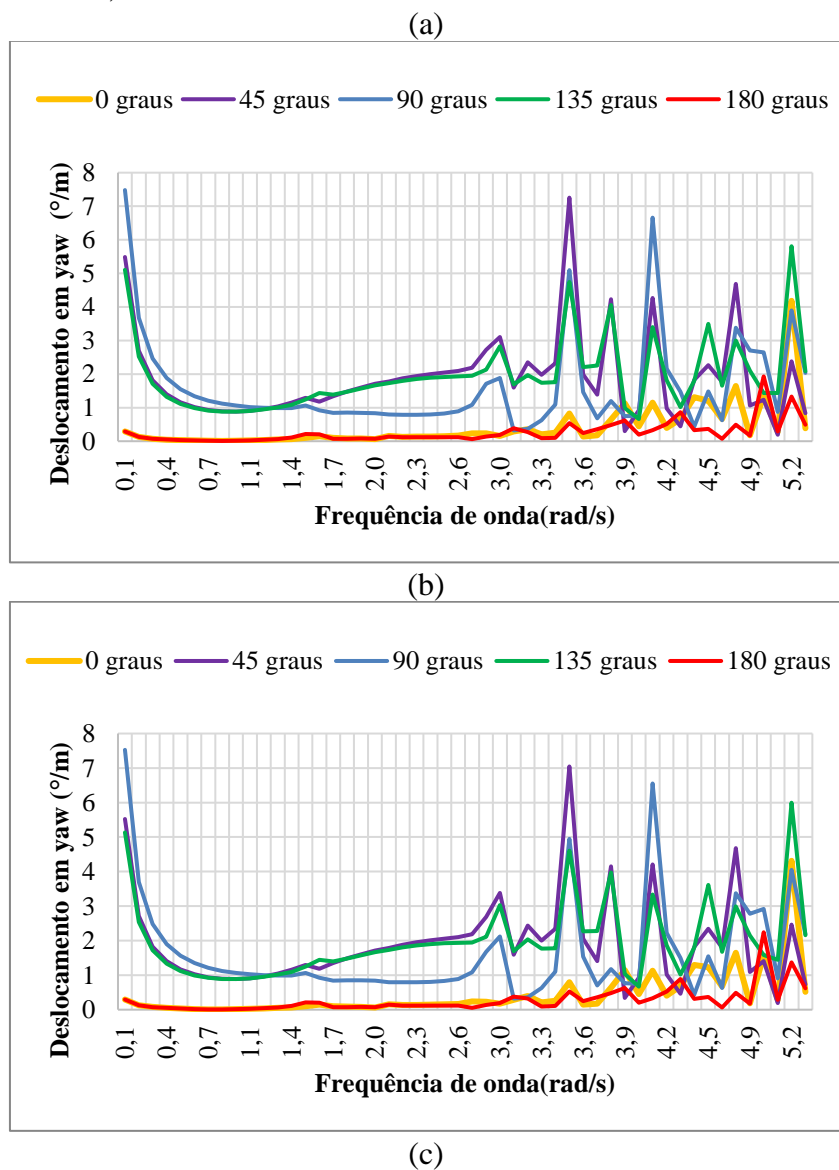 (a)
0 graus 45 graus 90 graus 135 graus 180 graus
Deslocamento em yaw (°/m)
8
7
6
5
4
3
2
1
0
0,1 0,4 0,7 1,1 1,4 1,7 2,0 2,3 2,6 3,0 3,3 3,6 3,9 4,2 4,5 4,9 5,2
Frequência de onda(rad/s)
(b)
0 graus 45 graus 90 graus 135 graus 180 graus
Deslocamento em yaw (°/m)
8
7
6
5
4
3
2
1
0
0,1 0,4 0,7 1,1 1,4 1,7 2,0 2,3 2,6 3,0 3,3 3,6 3,9 4,2 4,5 4,9 5,2
Frequência de onda(rad/s)
(c)